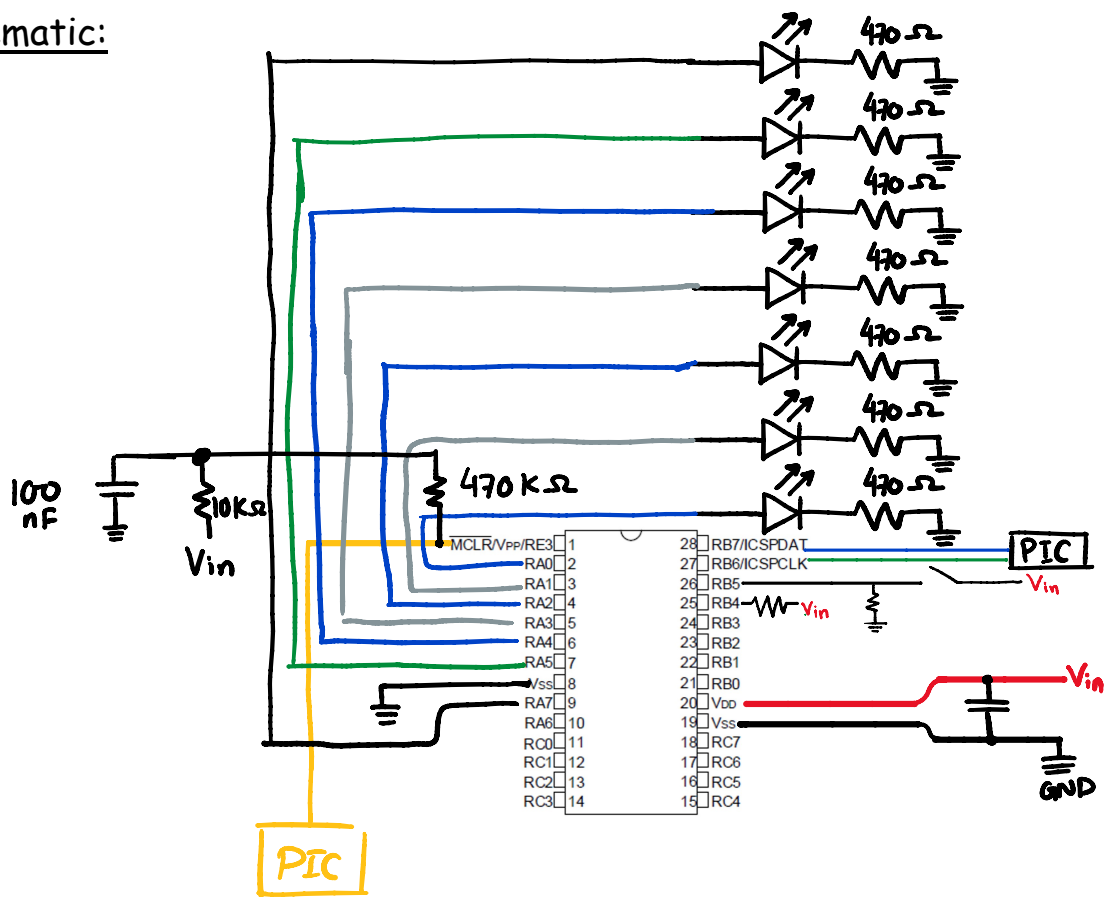 matic:
470 Ω
470 Ω
470 Ω
470 Ω
470 Ω
470 Ω
470 Ω
100
nF
10KΩ
Vin
470 KΩ
MCLR/VPP/RE3 1
RA0 2
RA1 3
RA2 4
RA3 5
RA4 6
RA5 7
Vss 8
RA7 9
RA6 10
RC0 11
RC1 12
RC2 13
RC3 14
28 RB7/ICSPDAT
27 RB6/ICSPCLK
26 RB5
25 RB4
24 RB3
23 RB2
22 RB1
21 RB0
20 VDD
19 Vss
18 RC7
17 RC6
16 RC5
15 RC4
PIC
Vin
Vin
Vin
GND
PIC